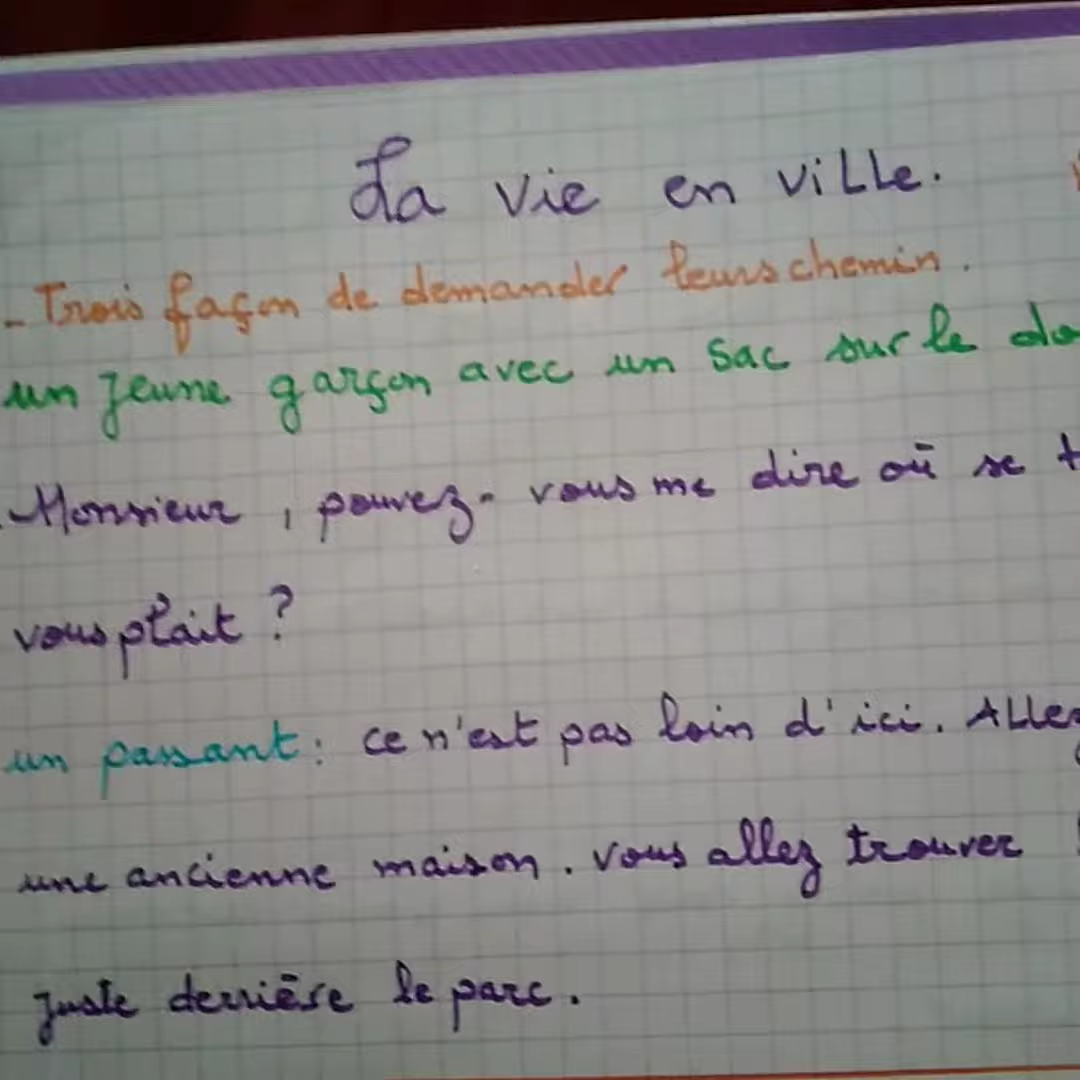 La vie en ville.
- Trois façon de demander leurs chemin.
un jeune garçon avec un sac sur le
Monsieur, pouvez-vous me dire où se
vous plaît ?
un passant : ce n'est pas loin d'ici. Allez
une ancienne maison. vous allez trouver
juste derrière le parc.